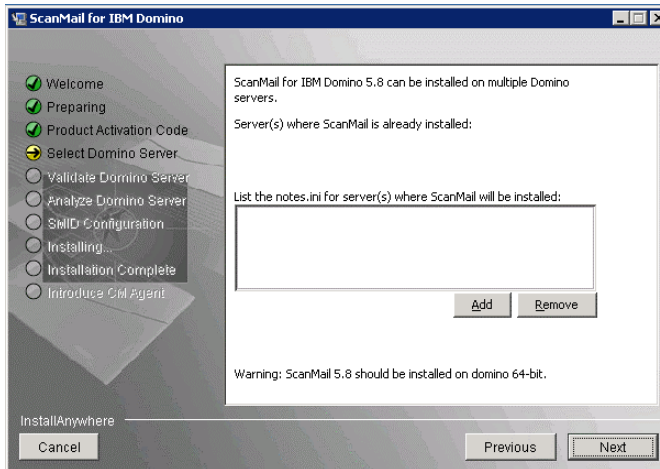 ScanMail for IBM Domino
Welcome
Preparing
Product Activation Code
Select Domino Server
Validate Domino Server
Analyze Domino Server
SMID Configuration
Installing...
Installation Complete
Introduce CM Agent
ScanMail for IBM Domino 5.8 can be installed on multiple Domino
servers.
Server(s) where ScanMail is already installed:
List the notes.ini for server(s) where ScanMail will be installed:
Add
Remove
Warning: ScanMail 5.8 should be installed on domino 64-bit.
InstallAnywhere
Cancel
Previous
Next